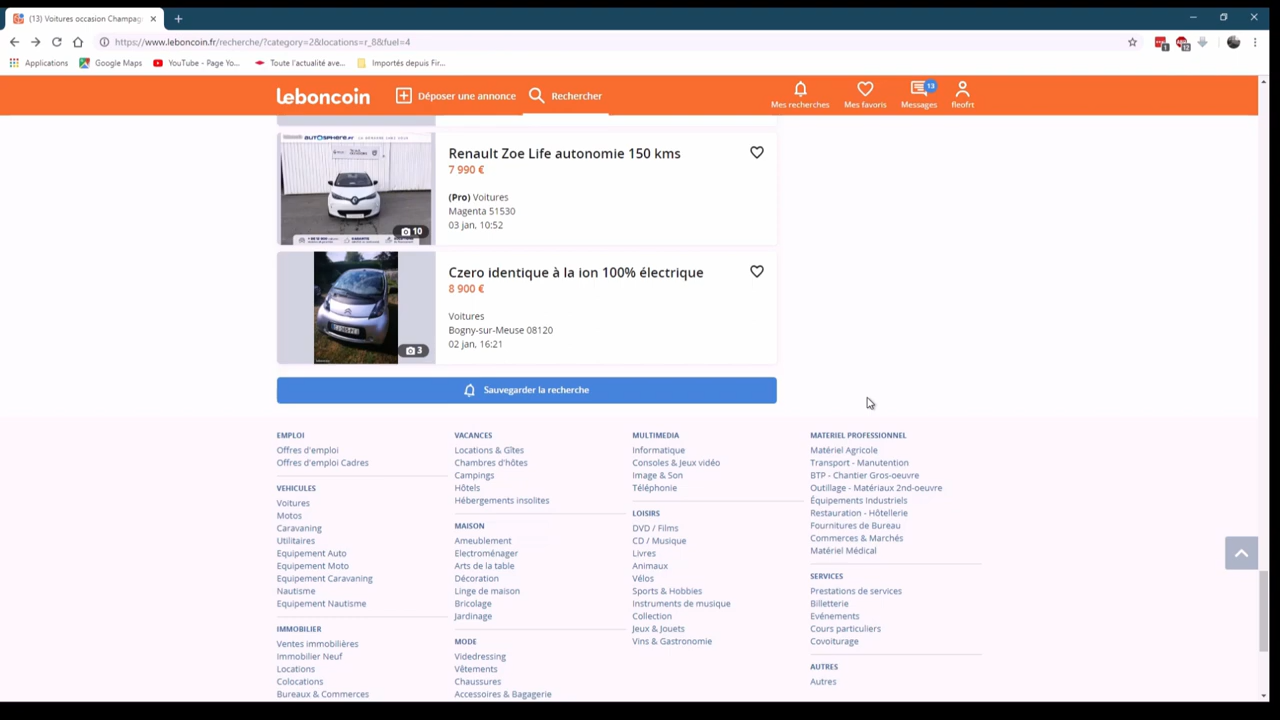 (13) Voitures occasion Champag
https://www.leboncoin.fr/recherche/?category=2&locations=r_8&fuel=4
Applications
Google Maps
YouTube - Page Yo...
Toute l'actualité ave...
Importés depuis Fir...
leboncoin
Déposer une annonce
Rechercher
Mes recherches
Mes favoris
13
Messages
Reofrt
AUTOSPHERE.FR
Renault Zoe Life autonomie 150 kms
7 990 €
(Pro) Voitures
Magenta 51530
03 jan, 10:52
10
Czero identique à la ion 100% électrique
8 900 €
Voitures
Bogny-sur-Meuse 08120
02 jan, 16:21
3
Sauvegarder la recherche
EMPLOI
Offres d'emploi
Offres d'emploi Cadres
VEHICULES
Voitures
Motos
Caravaning
Utilitaires
Equipement Auto
Equipement Moto
Equipement Caravaning
Nautisme
Equipement Nautisme
IMMOBILIER
Ventes immobilières
Immobilier Neuf
Locations
Colocations
Bureaux & Commerces
VACANCES
Locations & Gîtes
Chambres d'hôtes
Campings
Hôtels
Hébergements insolites
MAISON
Ameublement
Electroménager
Arts de la table
Décoration
Linge de maison
Bricolage
Jardinage
MODE
Videdressing
Vêtements
Chaussures
Accessoires & Bagagerie
MULTIMEDIA
Informatique
Consoles & Jeux vidéo
Image & Son
Téléphonie
LOISIRS
DVD / Films
CD / Musique
Livres
Animaux
Vélos
Sports & Hobbies
Instruments de musique
Collection
Jeux & Jouets
Vins & Gastronomie
MATERIEL PROFESSIONNEL
Matériel Agricole
Transport - Manutention
BTP - Chantier Gros-oeuvre
Outillage - Matériaux 2nd-oeuvre
Équipements Industriels
Restauration - Hôtellerie
Fournitures de Bureau
Commerces & Marchés
Matériel Médical
SERVICES
Prestations de services
Billetterie
Evénements
Cours particuliers
Covoiturage
AUTRES
Autres